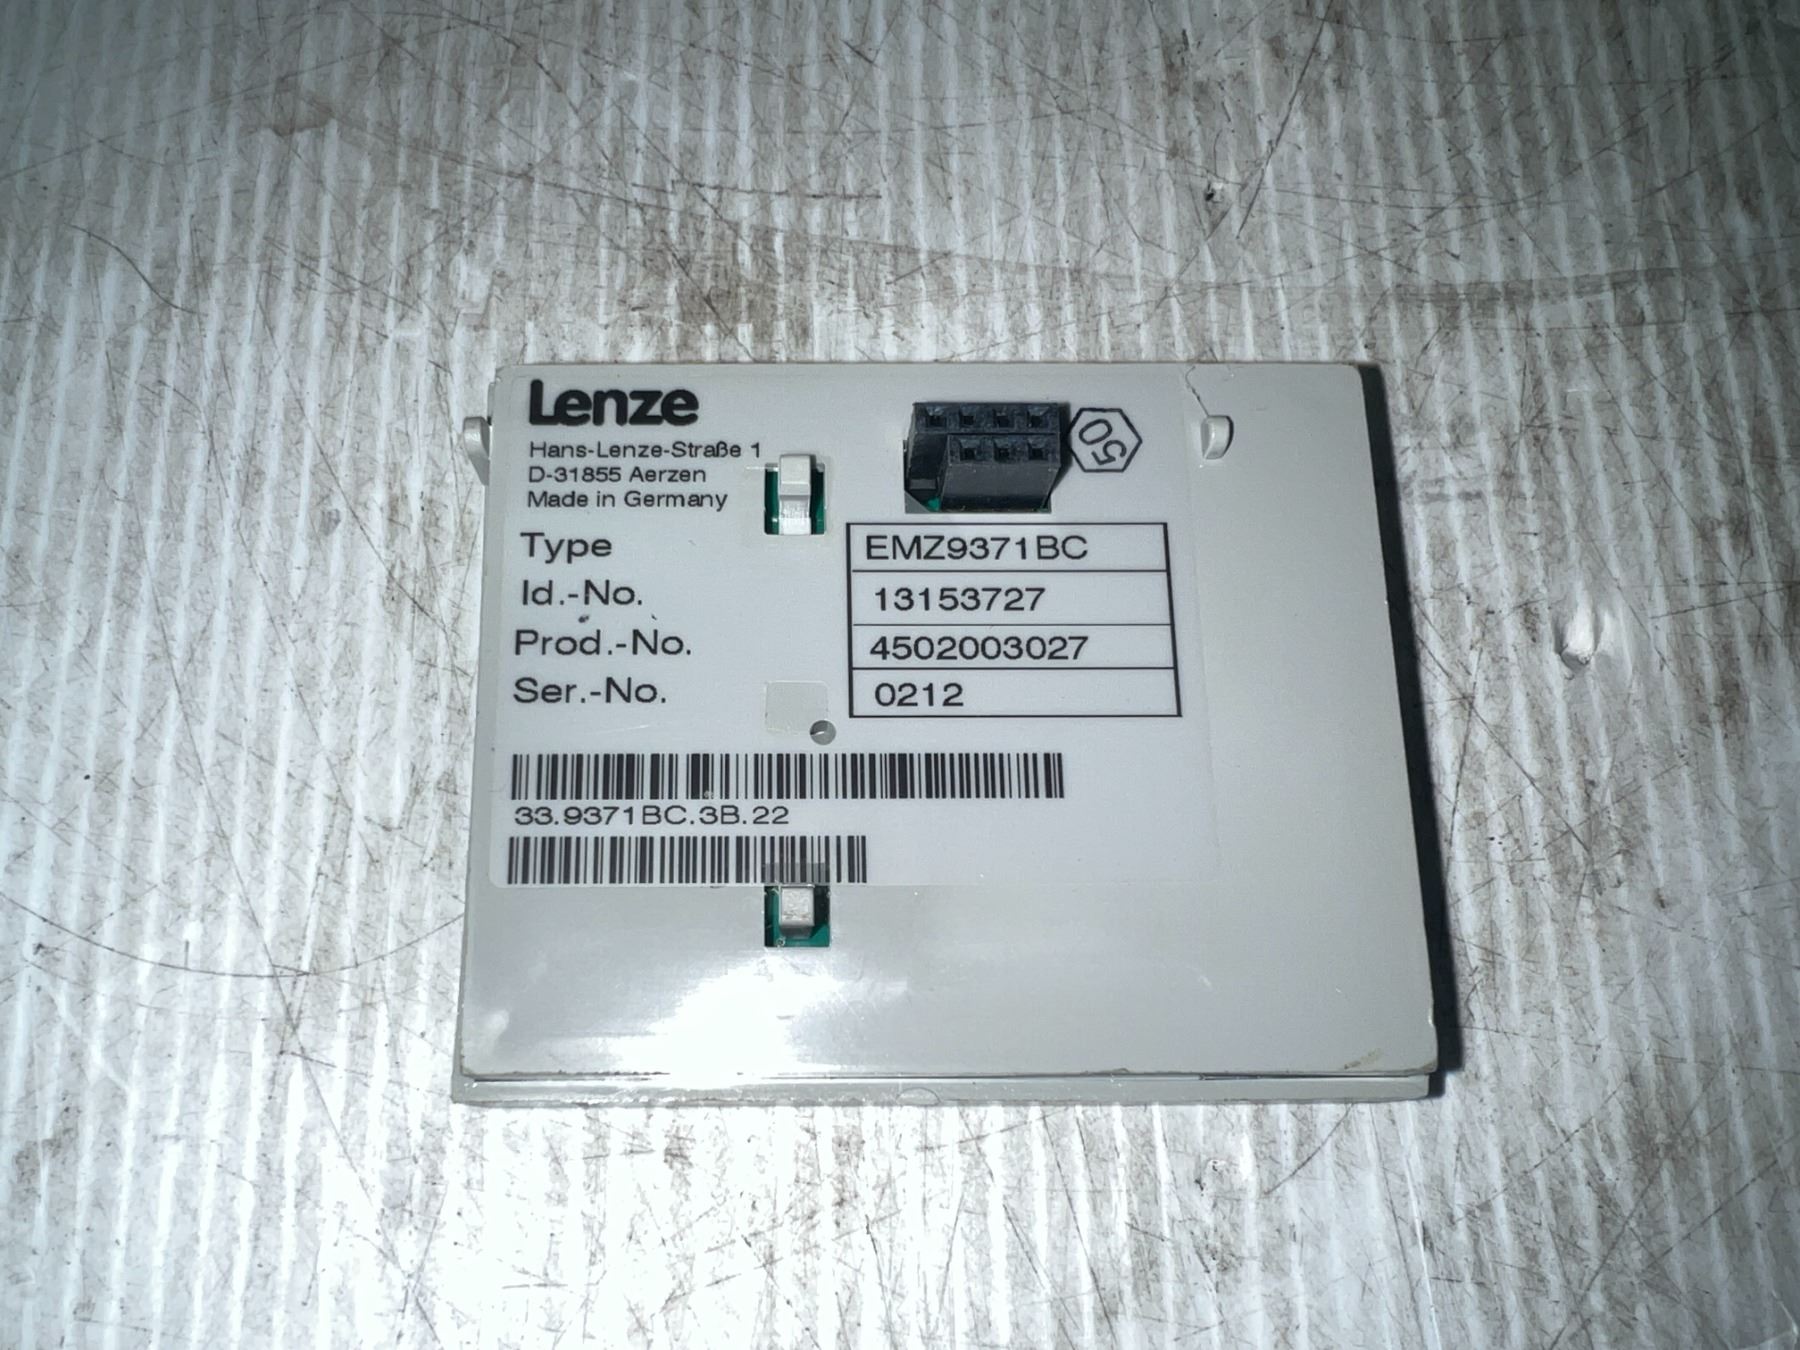 Lenze
Hans-Lenze-Straße 1
D-31855 Aerzen
Made in Germany
50
Type EMZ9371BC
Id.-No. 13153727
Prod.-No. 4502003027
Ser.-No. 0212
33.9371BC.3B.22